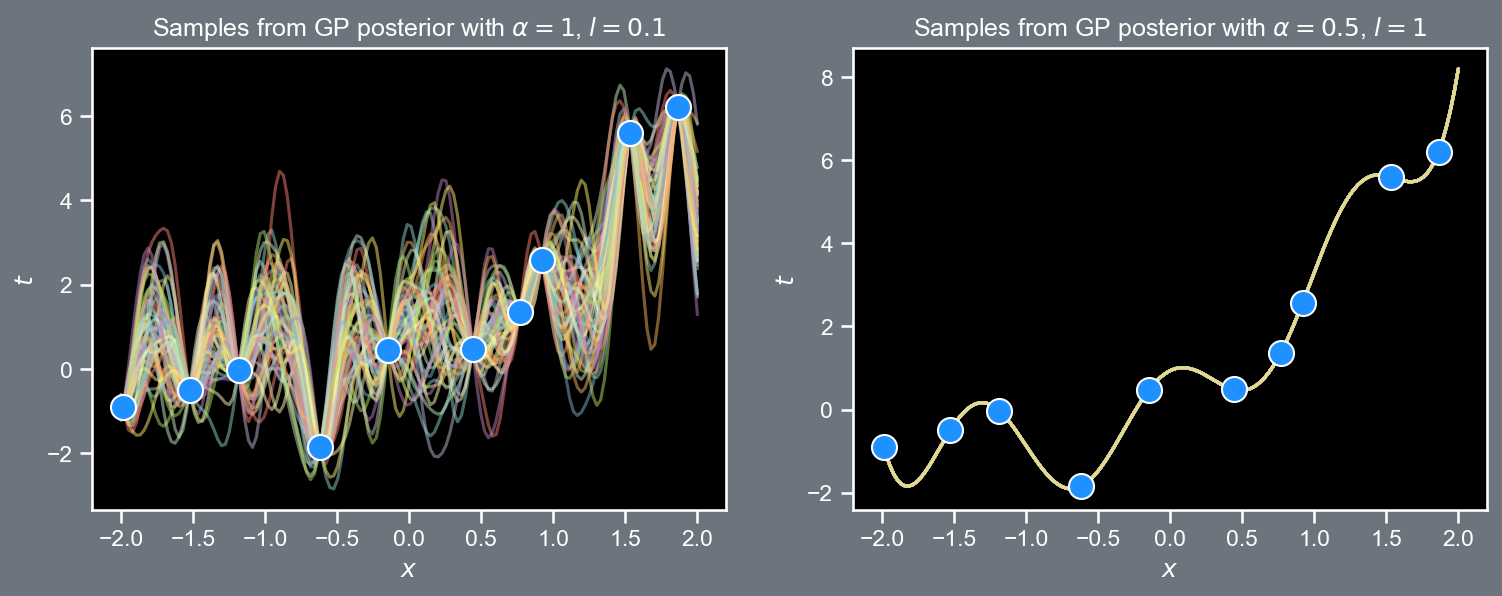 Samples from GP posterior with α = 1, l = 0.1
6
4
2
0
−2
t
−2.0 −1.5 −1.0 −0.5 0.0 0.5 1.0 1.5 2.0
x
Samples from GP posterior with α = 0.5, l = 1
8
6
4
2
0
−2
t
−2.0 −1.5 −1.0 −0.5 0.0 0.5 1.0 1.5 2.0
x